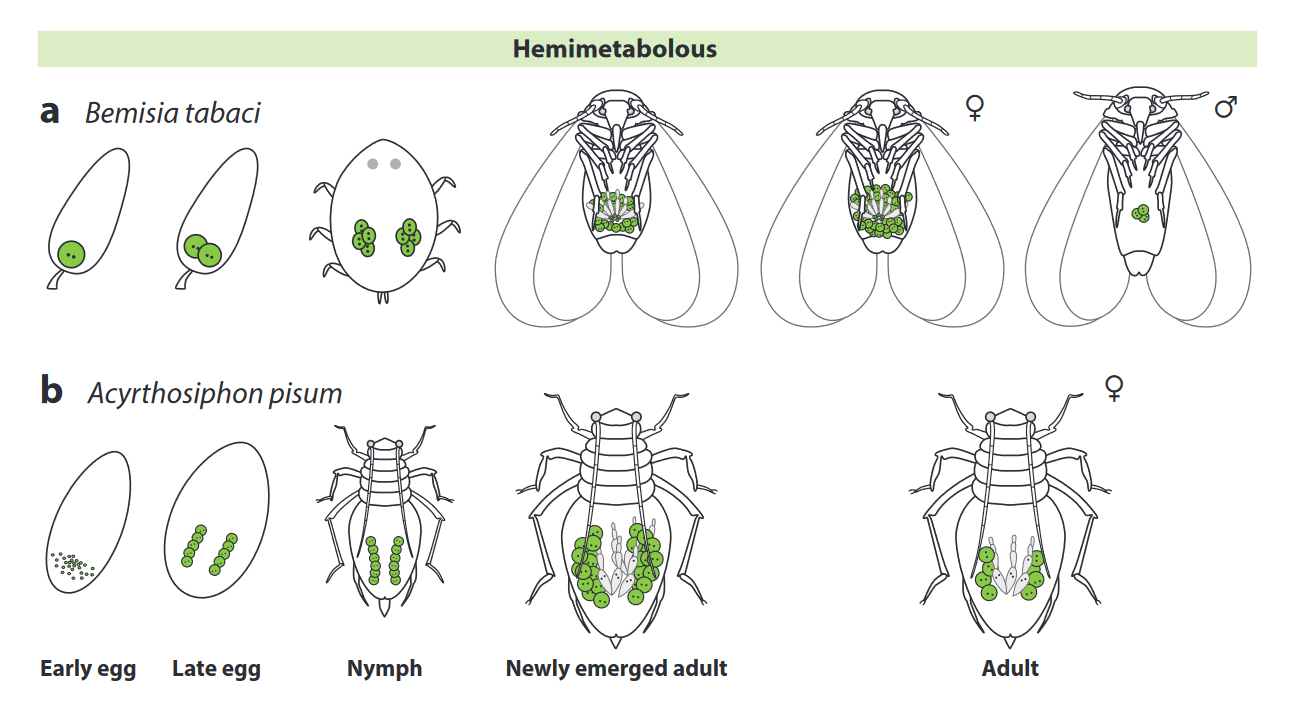 Hemimetabolous
a Bemisia tabaci
♀
♂
b Acyrthosiphon pisum
♀
Early egg
Late egg
Nymph
Newly emerged adult
Adult